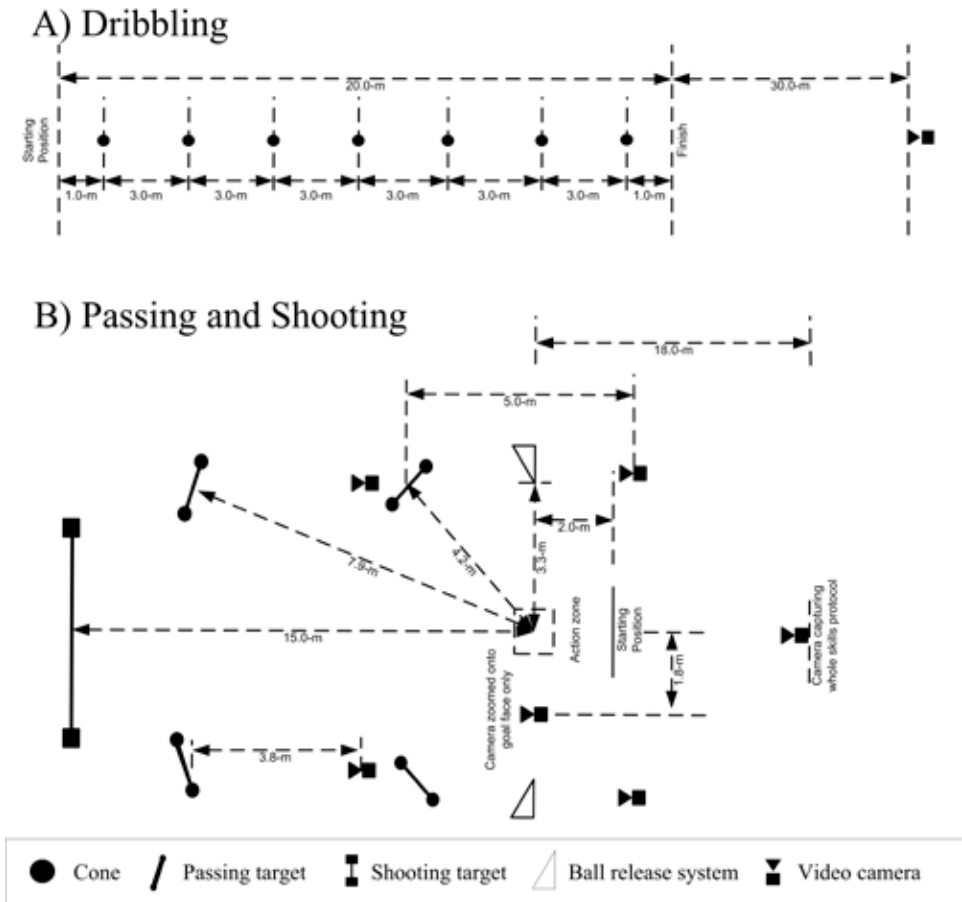 A) Dribbling
20.0-m
30.0-m
Starting
Position
Finish
1.0-m
3.0-m
3.0-m
3.0-m
3.0-m
3.0-m
3.0-m
1.0-m
B) Passing and Shooting
18.0-m
5.0-m
2.0-m
3.3-m
4.2-m
7.9-m
15.0-m
Action zone
Starting
Position
1.8-m
Camera capturing
whole skills protocol
Camera zoomed onto
goal face only
3.8-m
Cone
Passing target
Shooting target
Ball release system
Video camera